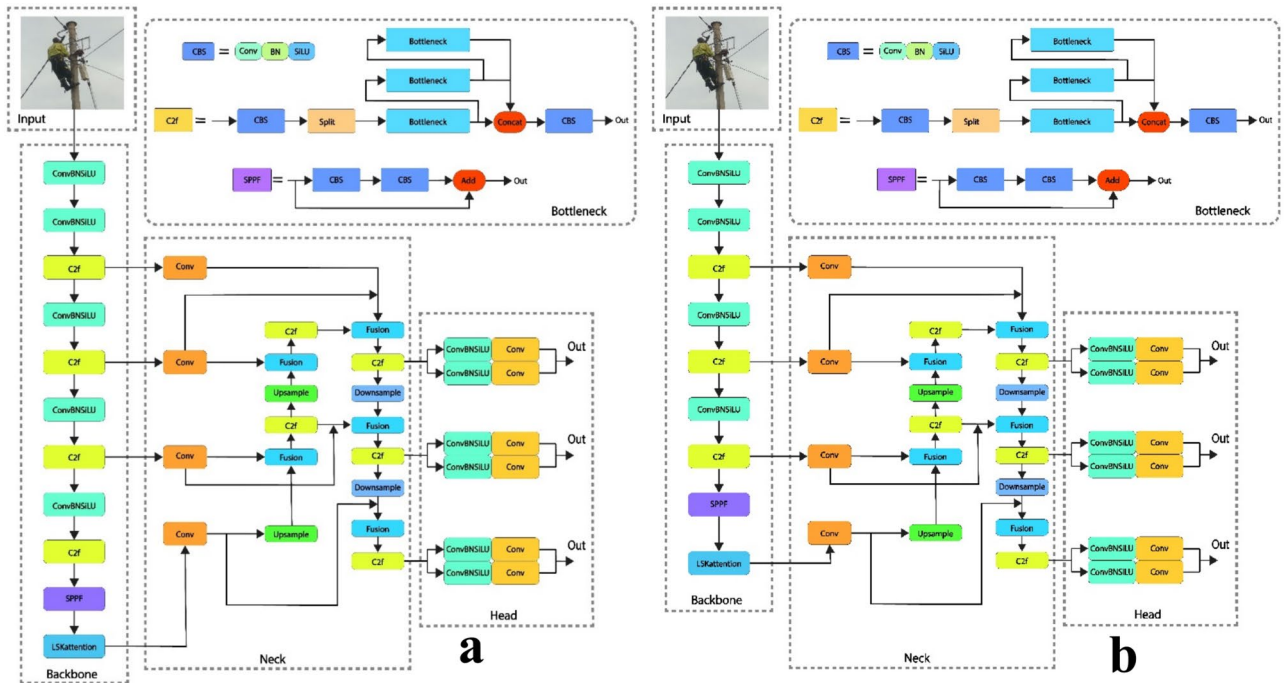 Input
CBS = Conv BN SiLU
Bottleneck
Bottleneck
C2f = CBS Split Bottleneck Concat CBS Out
SPPF = CBS CBS Add Out
Bottleneck
ConvBNSiLU
ConvBNSiLU
C2f
ConvBNSiLU
C2f
ConvBNSiLU
C2f
ConvBNSiLU
C2f
SPPF
LSKattention
Backbone
Conv
Conv
Conv
Conv
C2f
Fusion
Upsample
C2f
Fusion
Upsample
Fusion
C2f
Downsample
Fusion
C2f
Downsample
Fusion
C2f
Neck
ConvBNSiLU Conv
ConvBNSiLU Conv
Out
ConvBNSiLU Conv
ConvBNSiLU Conv
Out
ConvBNSiLU Conv
ConvBNSiLU Conv
Out
Head
a
Input
CBS = Conv BN SiLU
Bottleneck
Bottleneck
C2f = CBS Split Bottleneck Concat CBS Out
SPPF = CBS CBS Add Out
Bottleneck
ConvBNSiLU
ConvBNSiLU
C2f
ConvBNSiLU
C2f
ConvBNSiLU
C2f
SPPF
LSKattention
Backbone
Conv
Conv
Conv
Conv
C2f
Fusion
Upsample
C2f
Fusion
Upsample
Fusion
C2f
Downsample
Fusion
C2f
Downsample
Fusion
C2f
Neck
ConvBNSiLU Conv
ConvBNSiLU Conv
Out
ConvBNSiLU Conv
ConvBNSiLU Conv
Out
ConvBNSiLU Conv
ConvBNSiLU Conv
Out
Head
b